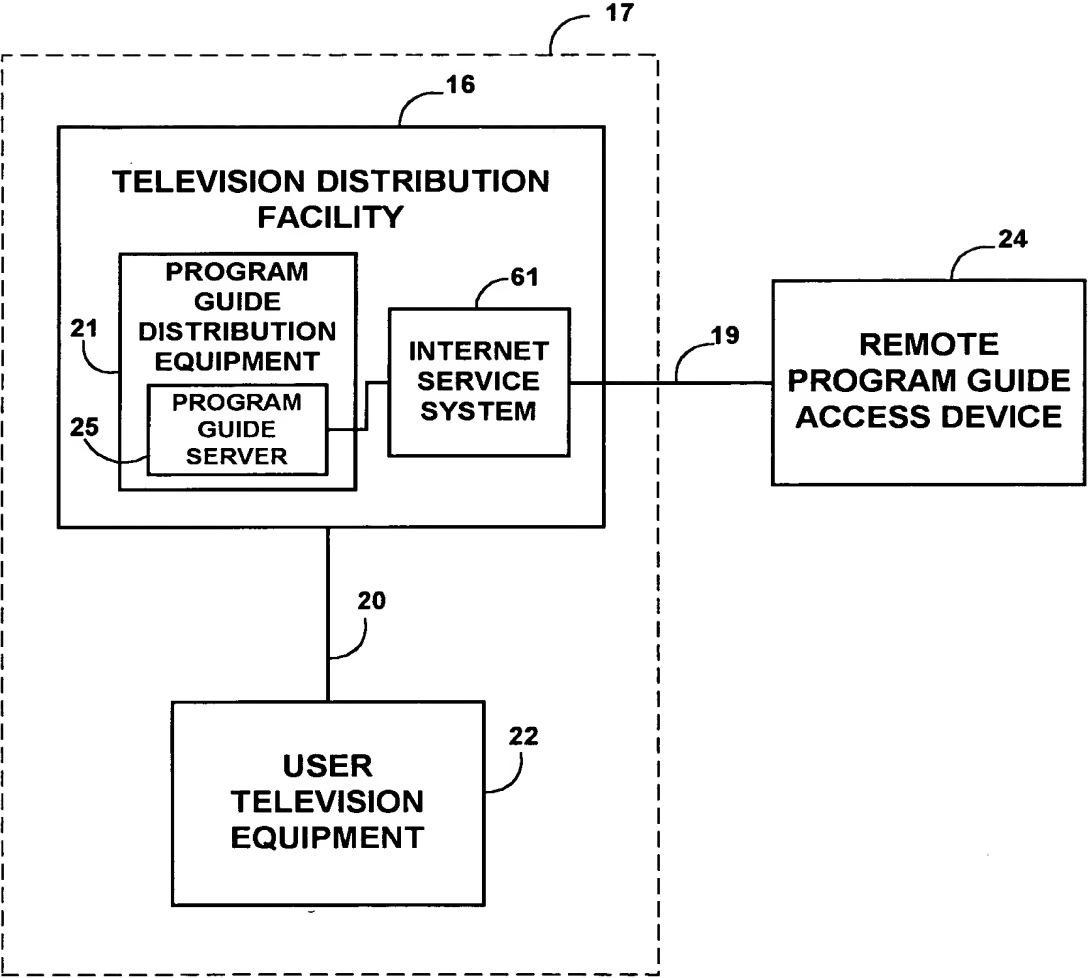 17
16
TELEVISION DISTRIBUTION
FACILITY
24
PROGRAM
GUIDE
DISTRIBUTION
EQUIPMENT
21
61
INTERNET
SERVICE
SYSTEM
19
REMOTE
PROGRAM GUIDE
ACCESS DEVICE
PROGRAM
GUIDE
SERVER
25
20
22
USER
TELEVISION
EQUIPMENT